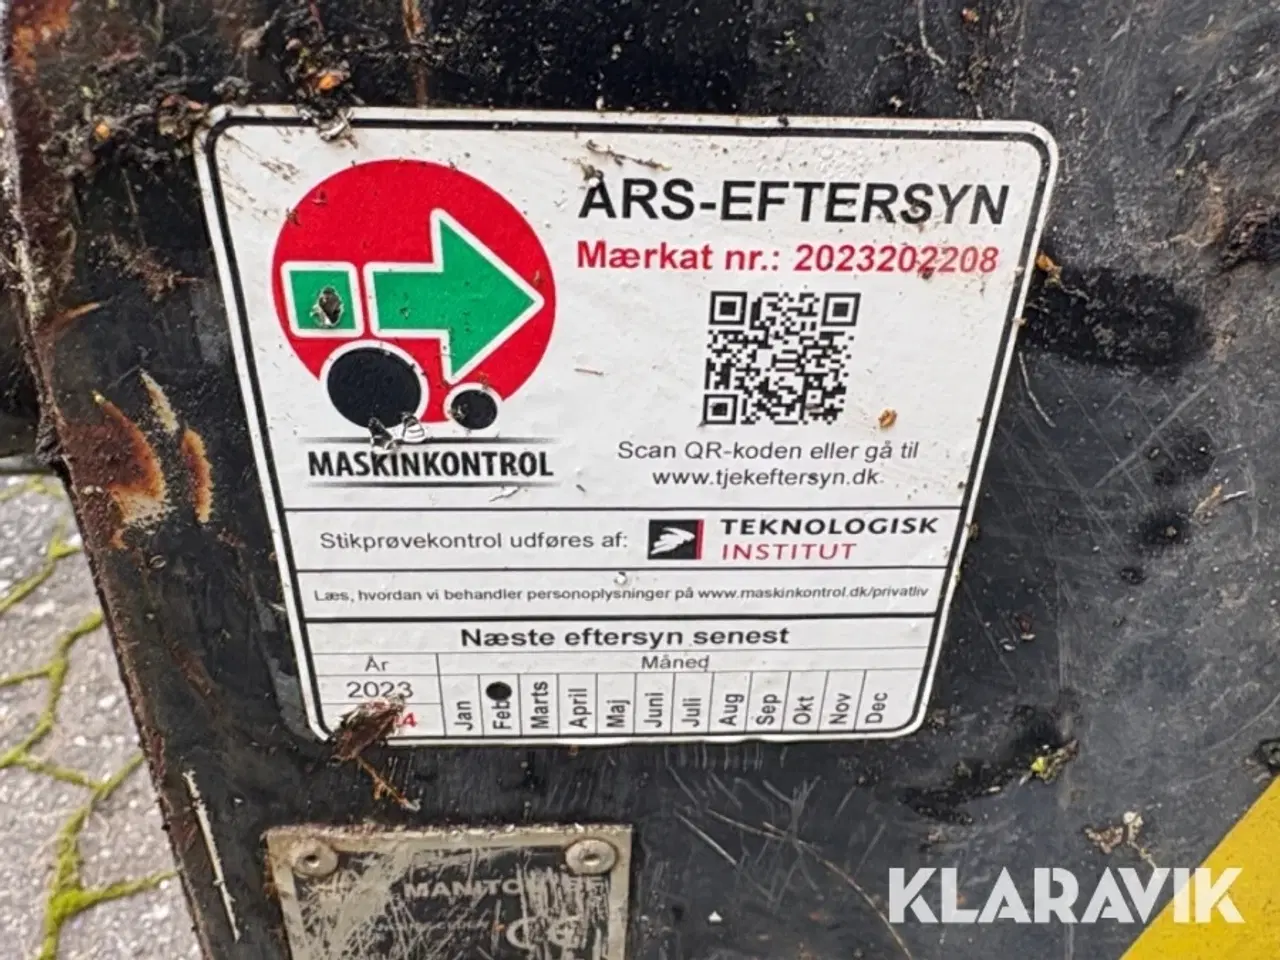 ÅRS-EFTERSYN
Mærkat nr.: 2023202208
MASKINKONTROL
Scan QR-koden eller gå til
www.tjekeftersyn.dk
Stikprøvekontrol udføres af: TEKNOLOGISK
INSTITUT
Læs, hvordan vi behandler personoplysninger på www.maskinkontrol.dk/privatliv
Næste eftersyn senest
År Måned
2023
Jan Feb Marts April Maj Juni Juli Aug Sep Okt Nov Dec
CE
KLARAVIK